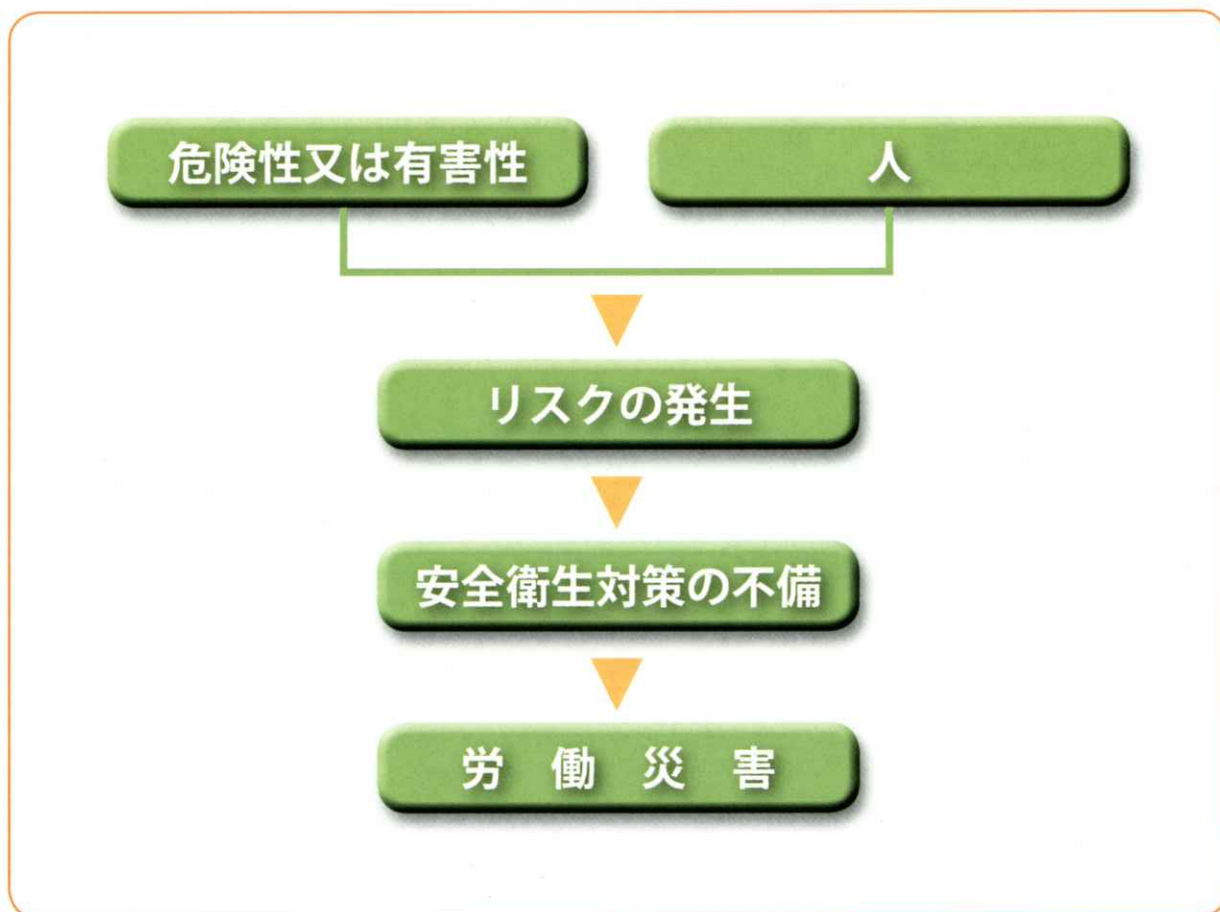 危険性又は有害性
人
リスクの発生
安全衛生対策の不備
労 働 災 害